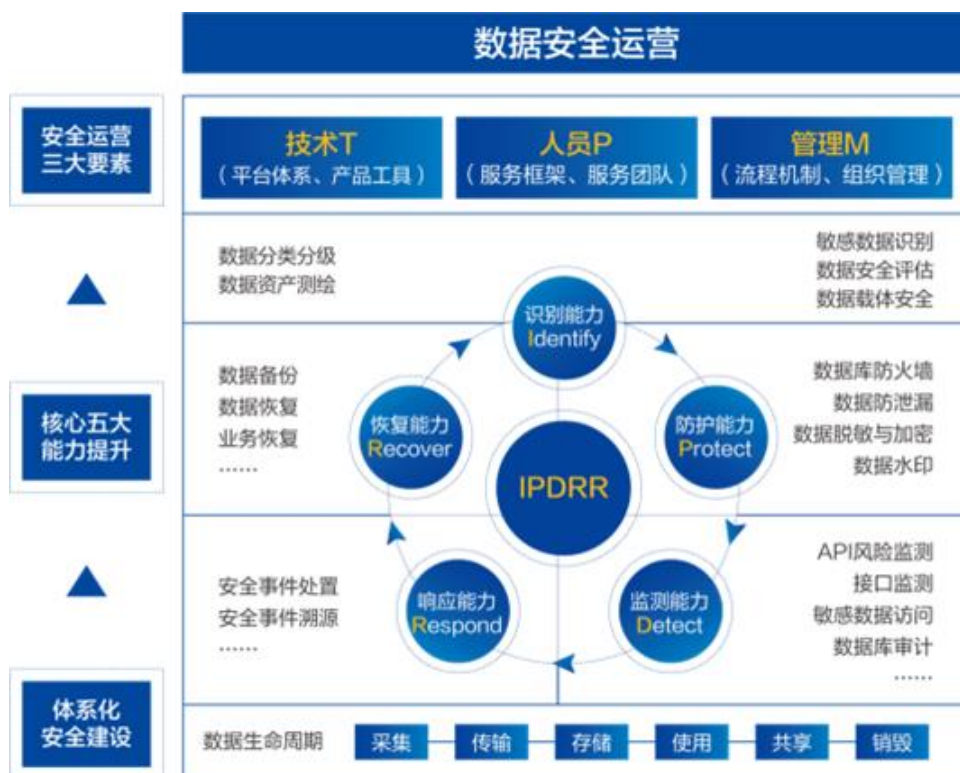 数据安全运营
安全运营
三大要素
技术T
（平台体系、产品工具）
人员P
（服务框架、服务团队）
管理M
（流程机制、组织管理）
数据分类分级
数据资产测绘
敏感数据识别
数据安全评估
数据载体安全
识别能力
Identify
核心五大
能力提升
数据备份
数据恢复
业务恢复
……
恢复能力
Recover
IPDRR
防护能力
Protect
数据库防火墙
数据防泄漏
数据脱敏与加密
数据水印
安全事件处置
安全事件溯源
……
响应能力
Respond
监测能力
Detect
API风险监测
接口监测
敏感数据访问
数据库审计
……
体系化
安全建设
数据生命周期
采集
传输
存储
使用
共享
销毁